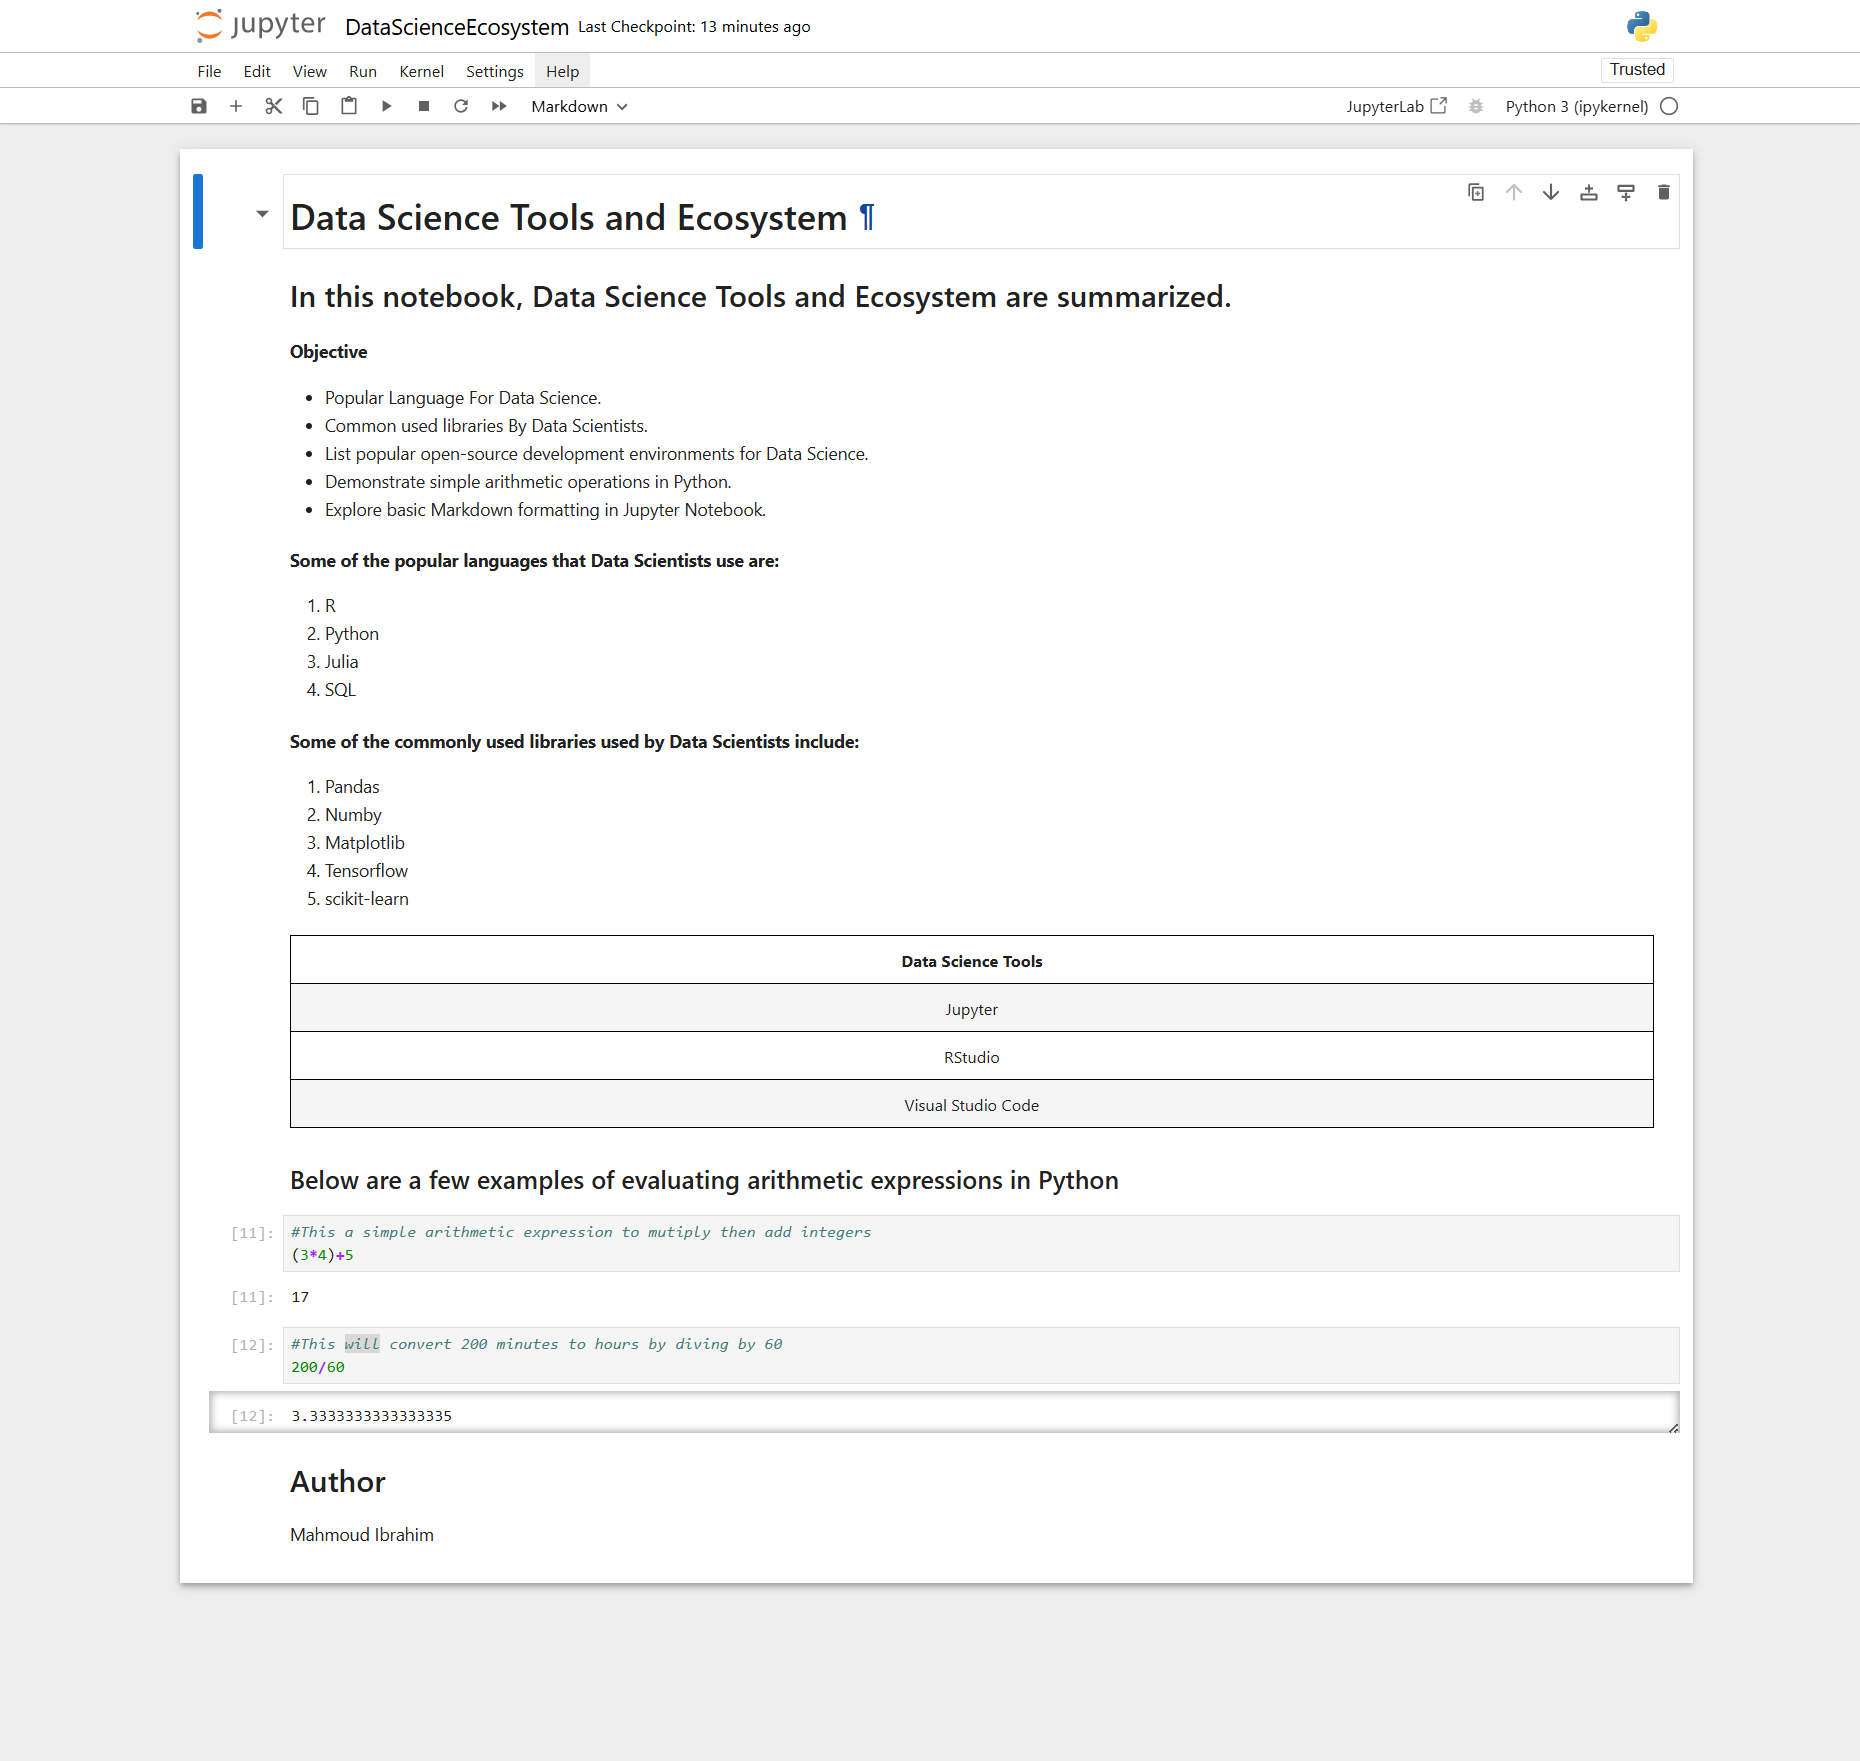 jupyter DataScienceEcosystem Last Checkpoint: 13 minutes ago
File Edit View Run Kernel Settings Help Trusted
Markdown JupyterLab Python 3 (ipykernel)
Data Science Tools and Ecosystem ¶
In this notebook, Data Science Tools and Ecosystem are summarized.
Objective
• Popular Language For Data Science.
• Common used libraries By Data Scientists.
• List popular open-source development environments for Data Science.
• Demonstrate simple arithmetic operations in Python.
• Explore basic Markdown formatting in Jupyter Notebook.
Some of the popular languages that Data Scientists use are:
1. R
2. Python
3. Julia
4. SQL
Some of the commonly used libraries used by Data Scientists include:
1. Pandas
2. Numby
3. Matplotlib
4. Tensorflow
5. scikit-learn
Data Science Tools
Jupyter
RStudio
Visual Studio Code
Below are a few examples of evaluating arithmetic expressions in Python
[11]: #This a simple arithmetic expression to mutiply then add integers
(3*4)+5
[11]: 17
[12]: #This will convert 200 minutes to hours by diving by 60
200/60
[12]: 3.3333333333333335
Author
Mahmoud Ibrahim